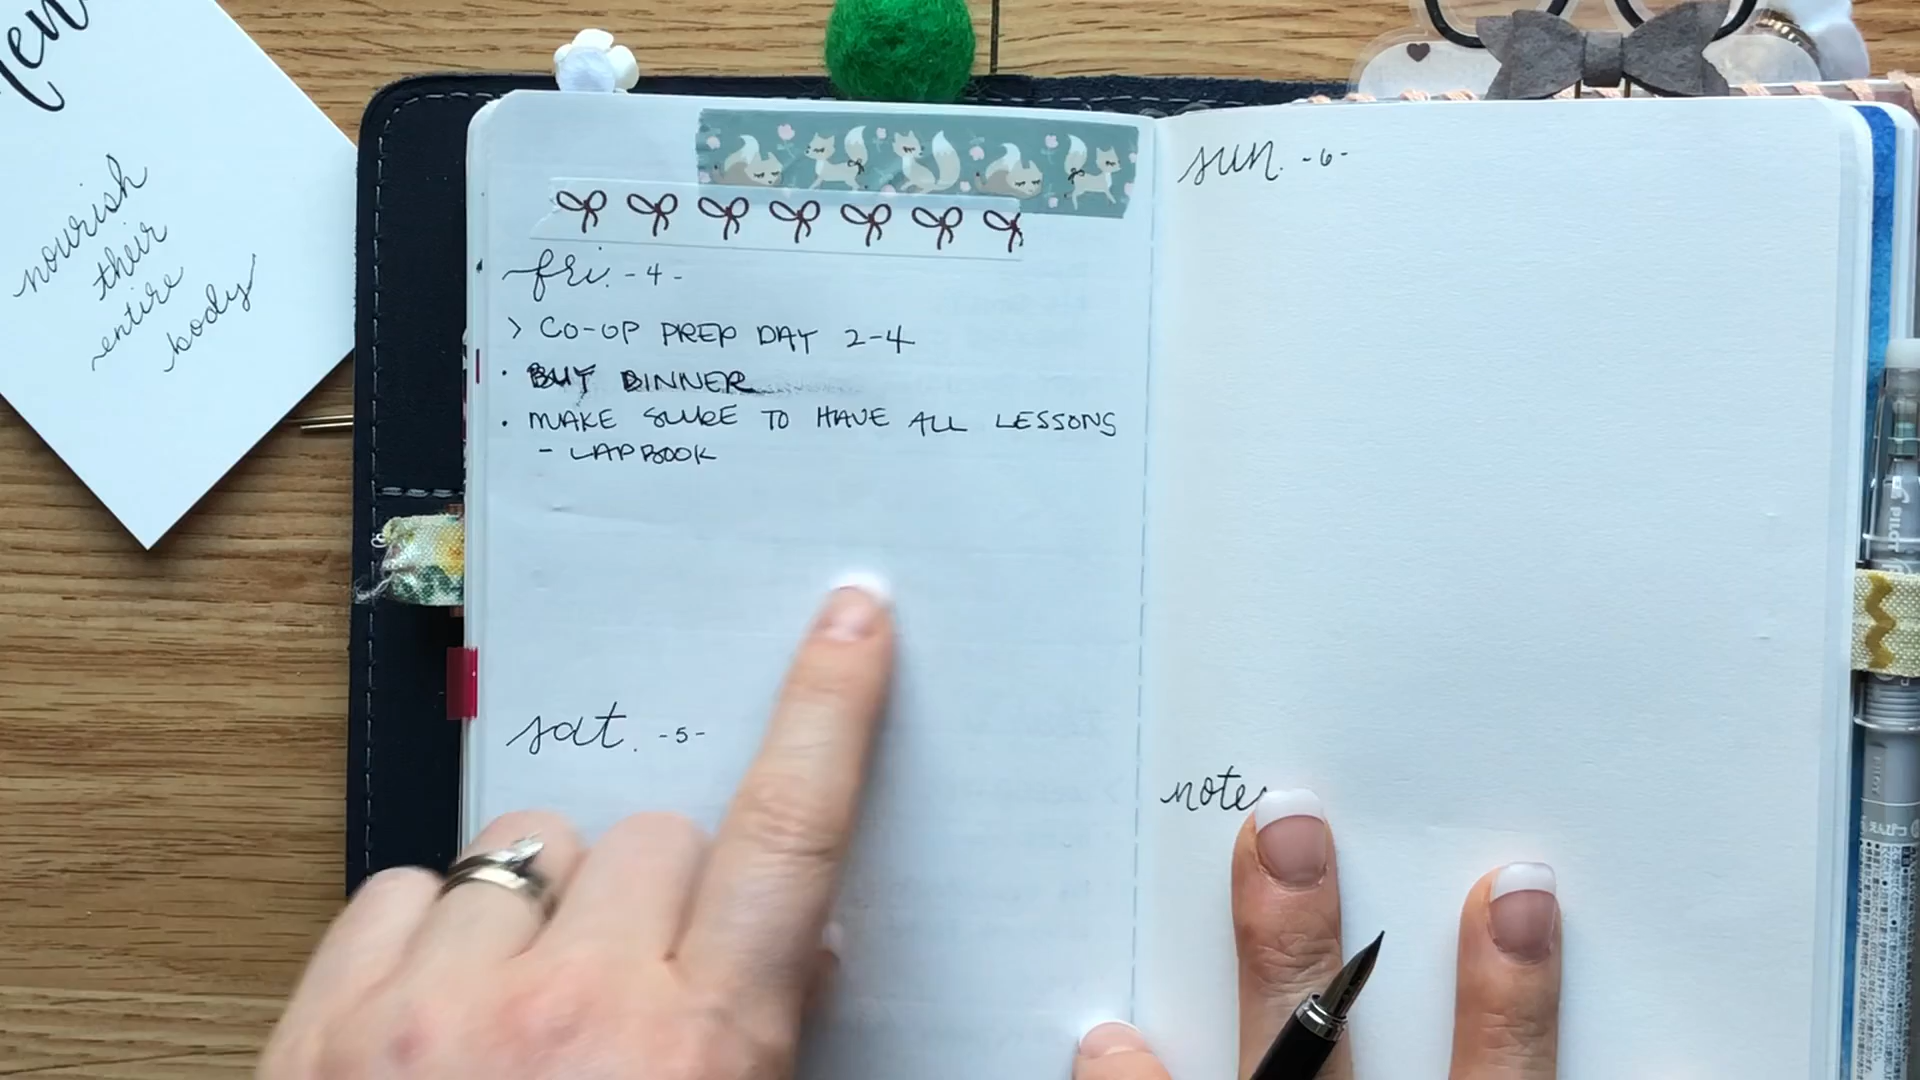 nourish
their
entire
body
fri. -4-
> CO-OP PREP DAY 2-4
• BUY DINNER
• MAKE SURE TO HAVE ALL LESSONS
- LAPBOOK
sat. -5-
sun. -6-
note
PILOT